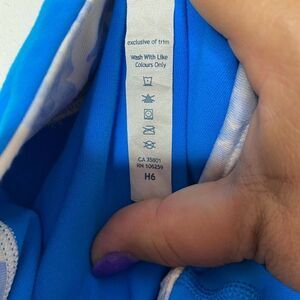 exclusive of trim
Wash With Like
Colours Only
CA 35801
RN 106259
H6